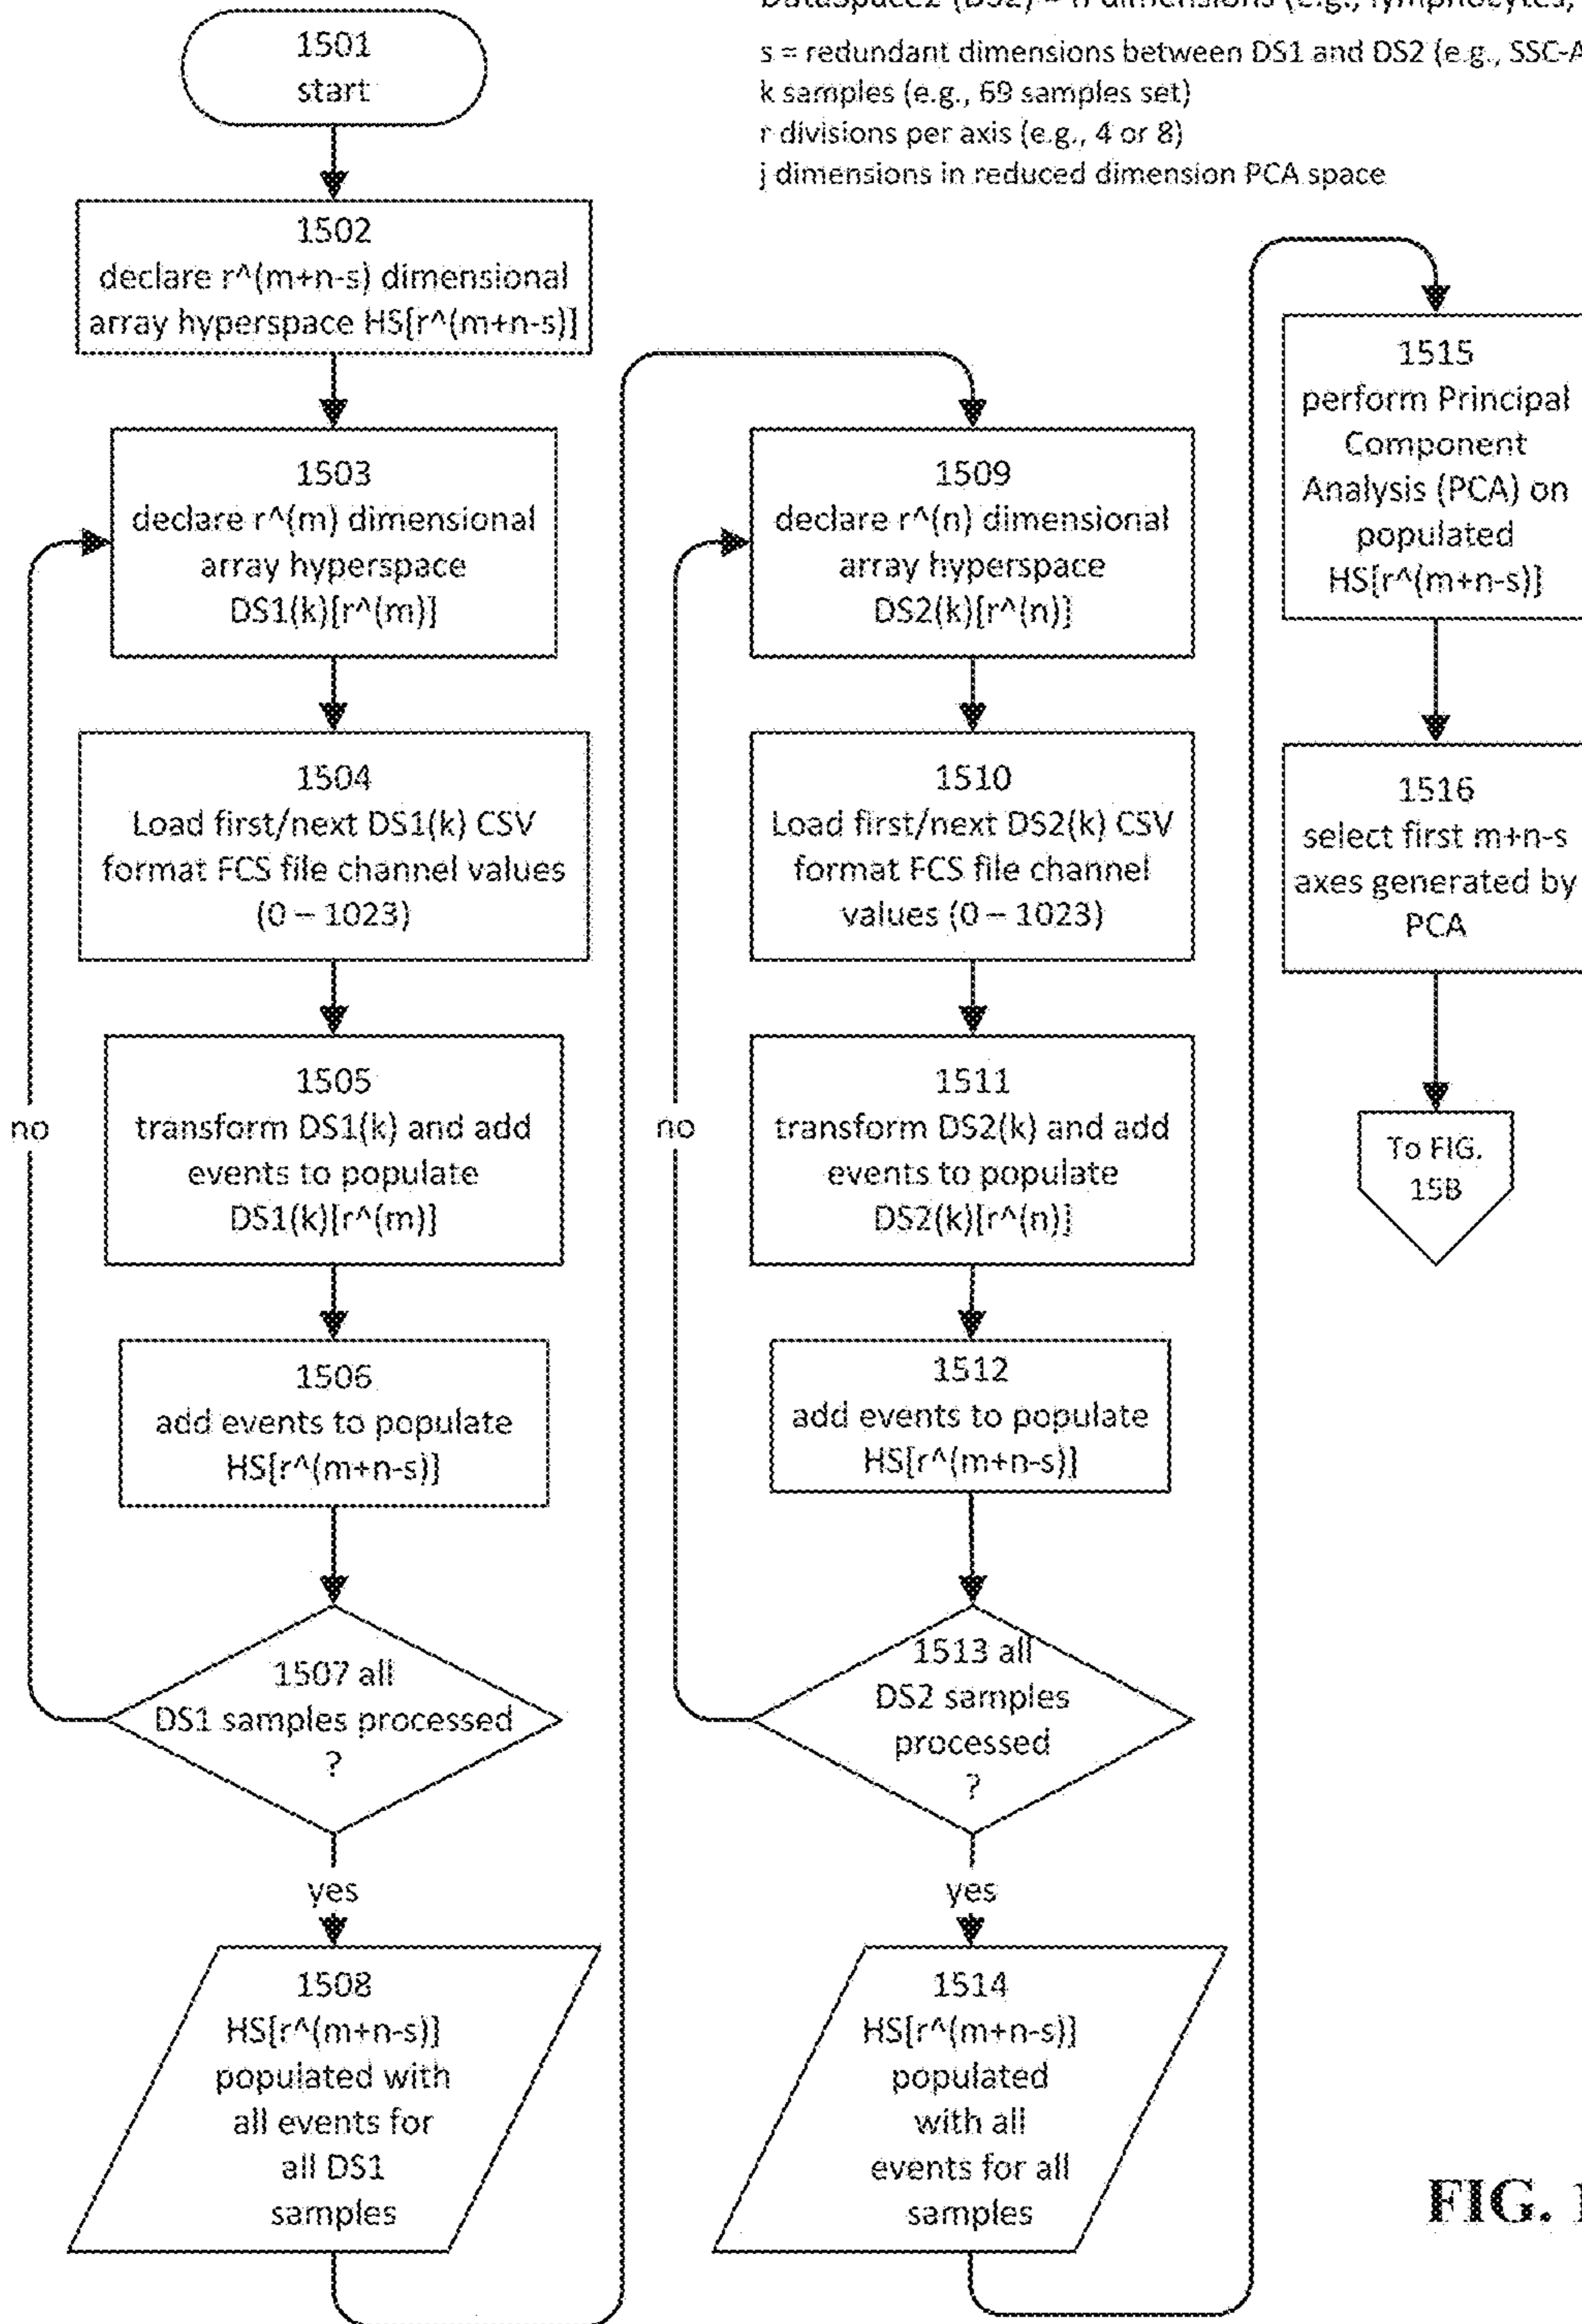 DataSpace2 (DS2) = n dimensions (e.g., lymphocytes,
s = redundant dimensions between DS1 and DS2 (e.g., SSC-A
k samples (e.g., 69 samples set)
r divisions per axis (e.g., 4 or 8)
j dimensions in reduced dimension PCA space
1501
start
1502
declare r^(m+n-s) dimensional
array hyperspace HS[r^(m+n-s)]
1503
declare r^(m) dimensional
array hyperspace
DS1(k)[r^(m)]
1504
Load first/next DS1(k) CSV
format FCS file channel values
(0 – 1023)
1505
transform DS1(k) and add
events to populate
DS1(k)[r^(m)]
no
1506
add events to populate
HS[r^(m+n-s)]
1507 all
DS1 samples processed
?
yes
1508
HS[r^(m+n-s)]
populated with
all events for
all DS1
samples
1509
declare r^(n) dimensional
array hyperspace
DS2(k)[r^(n)]
1510
Load first/next DS2(k) CSV
format FCS file channel
values (0 – 1023)
1511
transform DS2(k) and add
events to populate
DS2(k)[r^(n)]
no
1512
add events to populate
HS[r^(m+n-s)]
1513 all
DS2 samples
processed
?
yes
1514
HS[r^(m+n-s)]
populated
with all
events for all
samples
1515
perform Principal
Component
Analysis (PCA) on
populated
HS[r^(m+n-s)]
1516
select first m+n-s
axes generated by
PCA
To FIG.
15B
FIG. 1